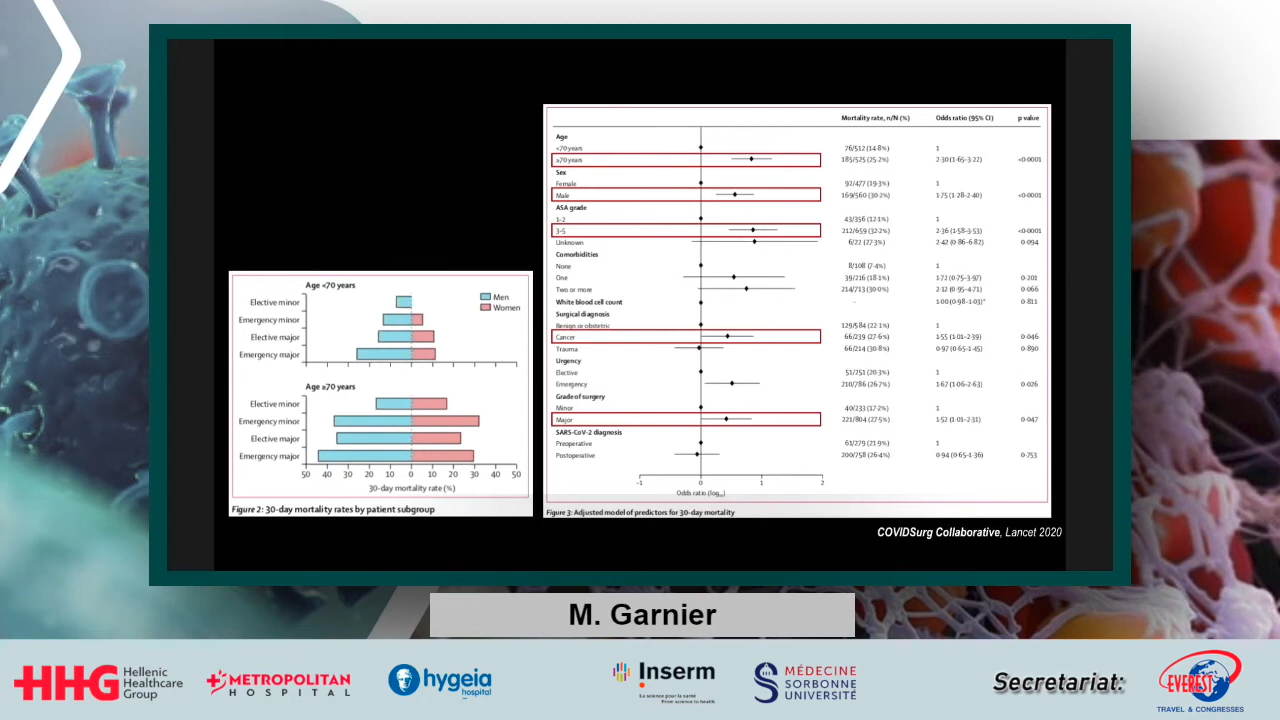 Age <70 years
Men
Women
Elective minor
Emergency minor
Elective major
Emergency major
Age ≥70 years
Elective minor
Emergency minor
Elective major
Emergency major
50 40 30 20 10 0 10 20 30 40 50
30-day mortality rate (%)
Figure 2: 30-day mortality rates by patient subgroup
Mortality rate, n/N (%) Odds ratio (95% CI) p value
Age
<70 years 76/512 (14·8%) 1
≥70 years 185/525 (25·2%) 2·30 (1·65–3·22) <0·0001
Sex
Female 92/477 (19·3%) 1
Male 169/560 (30·2%) 1·75 (1·28–2·40) <0·0001
ASA grade
1–2 43/356 (12·1%) 1
3–5 212/659 (32·2%) 2·36 (1·58–3·53) <0·0001
Unknown 6/22 (27·3%) 2·42 (0·86–6·82) 0·094
Comorbidities
None 8/108 (7·4%) 1
One 39/216 (18·1%) 1·72 (0·75–3·97) 0·201
Two or more 214/713 (30·0%) 2·12 (0·95–4·71) 0·066
White blood cell count .. 1·00 (0·98–1·03)* 0·811
Surgical diagnosis
Benign or obstetric 129/584 (22·1%) 1
Cancer 66/239 (27·6%) 1·55 (1·01–2·39) 0·046
Trauma 66/214 (30·8%) 0·97 (0·65–1·45) 0·890
Urgency
Elective 51/251 (20·3%) 1
Emergency 210/786 (26·7%) 1·67 (1·06–2·63) 0·026
Grade of surgery
Minor 40/233 (17·2%) 1
Major 221/804 (27·5%) 1·52 (1·01–2·31) 0·047
SARS-CoV-2 diagnosis
Preoperative 61/279 (21·9%) 1
Postoperative 200/758 (26·4%) 0·94 (0·65–1·36) 0·753
-1 0 1 2
Odds ratio (log
Figure 3: Adjusted model of predictors for 30-day mortality
COVIDSurg Collaborative, Lancet 2020
M. Garnier
HHG Hellenic Healthcare Group
METROPOLITAN HOSPITAL
hygeia hospital
Inserm
La science pour la santé
From science to health
MÉDECINE SORBONNE UNIVERSITÉ
Secretariat:
EVEREST
TRAVEL & CONGRESSES